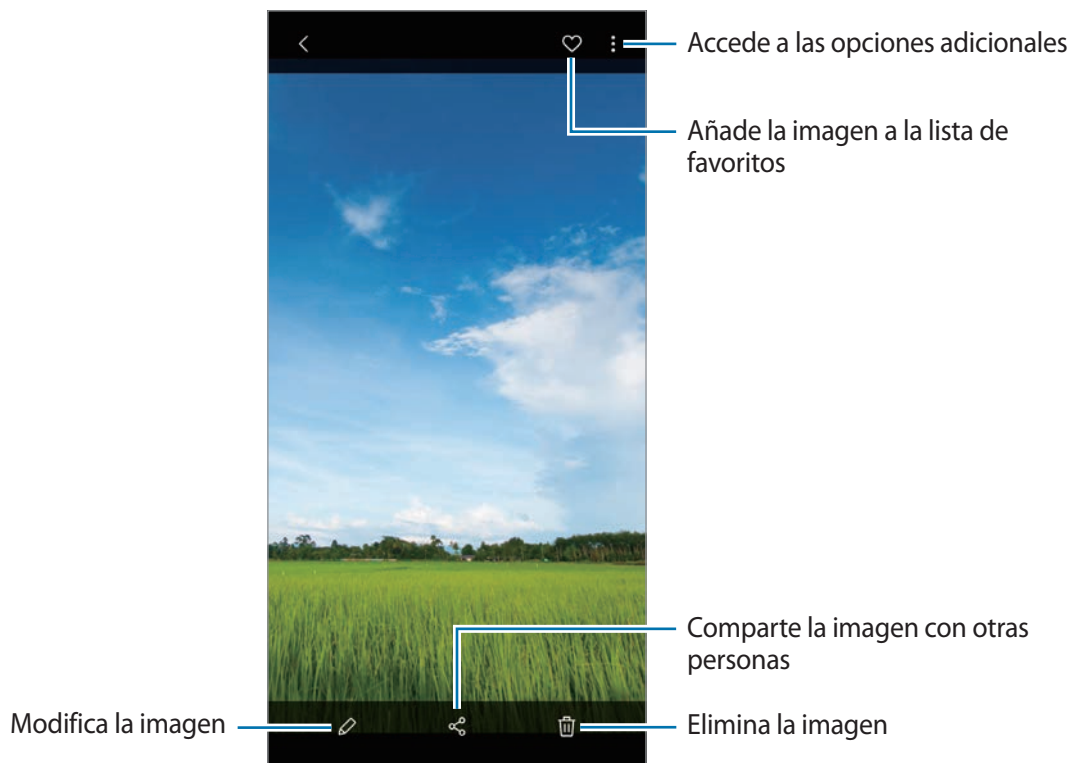 Accede a las opciones adicionales
Añade la imagen a la lista de
favoritos
Comparte la imagen con otras
personas
Modifica la imagen
Elimina la imagen